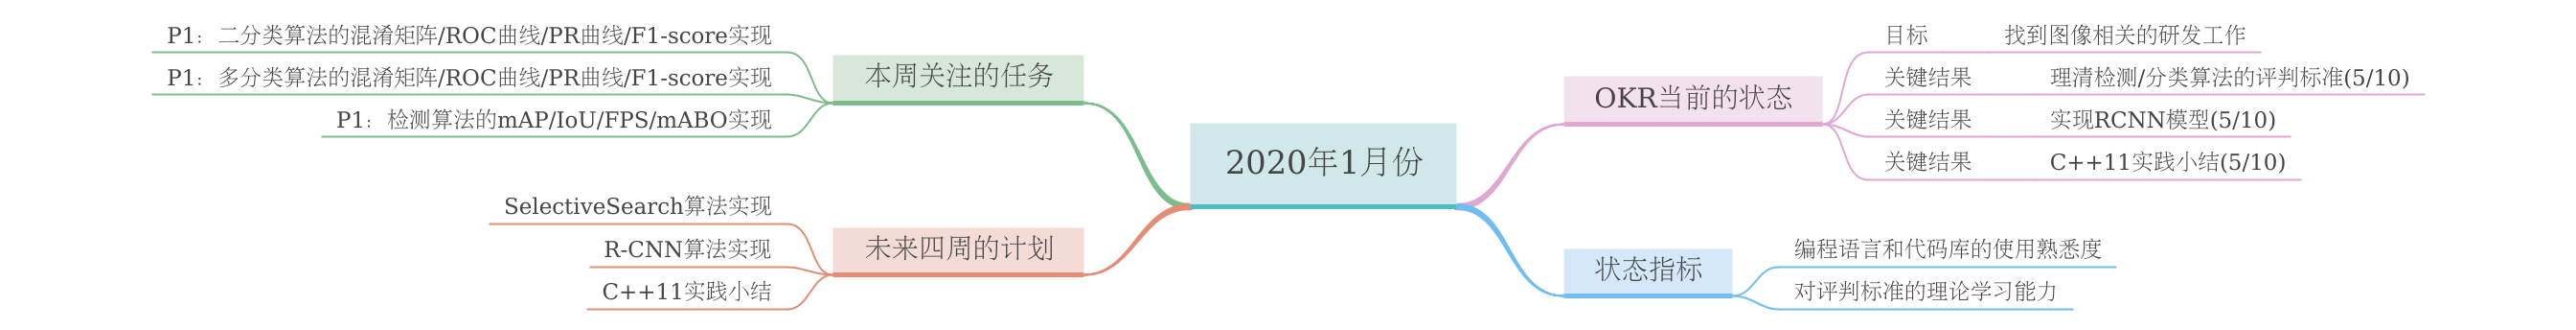 2020年1月份
本周关注的任务
P1：二分类算法的混淆矩阵/ROC曲线/PR曲线/F1-score实现
P1：多分类算法的混淆矩阵/ROC曲线/PR曲线/F1-score实现
P1：检测算法的mAP/IoU/FPS/mABO实现
未来四周的计划
SelectiveSearch算法实现
R-CNN算法实现
C++11实践小结
OKR当前的状态
目标 找到图像相关的研发工作
关键结果 理清检测/分类算法的评判标准(5/10)
关键结果 实现RCNN模型(5/10)
关键结果 C++11实践小结(5/10)
状态指标
编程语言和代码库的使用熟悉度
对评判标准的理论学习能力